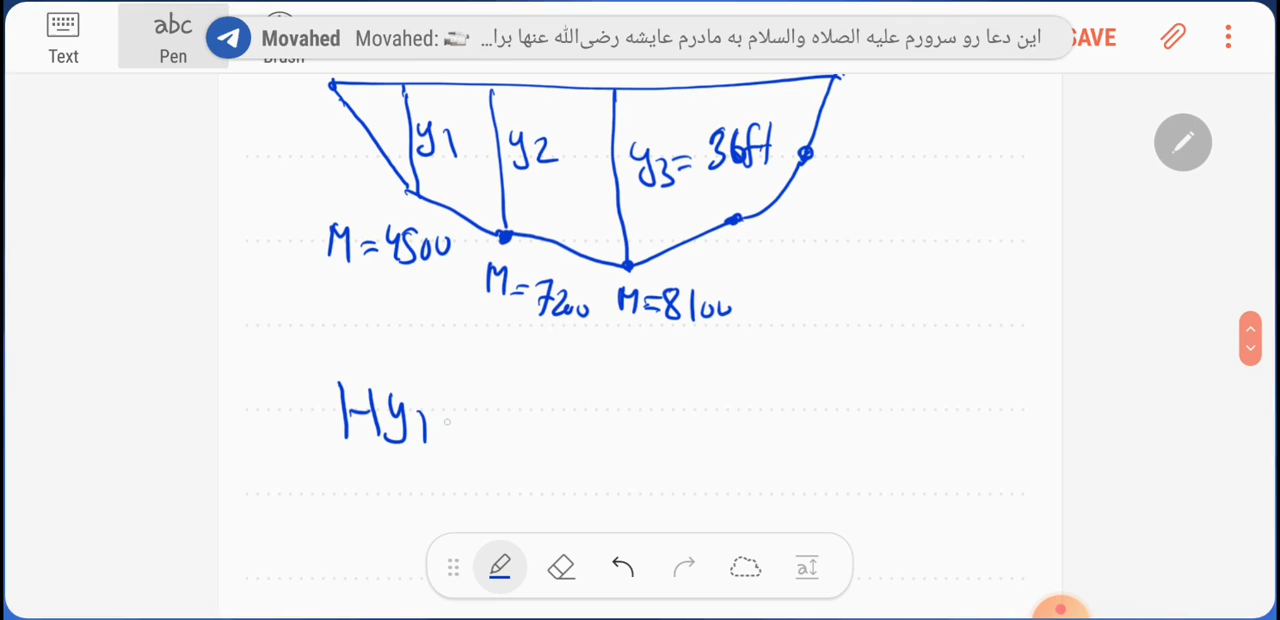 Text
abc
Pen
Movahed Movahed: این دعا رو سرورم علیه الصلاه والسلام به مادرم عایشه رضی‌الله عنها برا...
SAVE
y1
y2
y3= 36ft
M=4500
M=7200
M=8100
Hy1